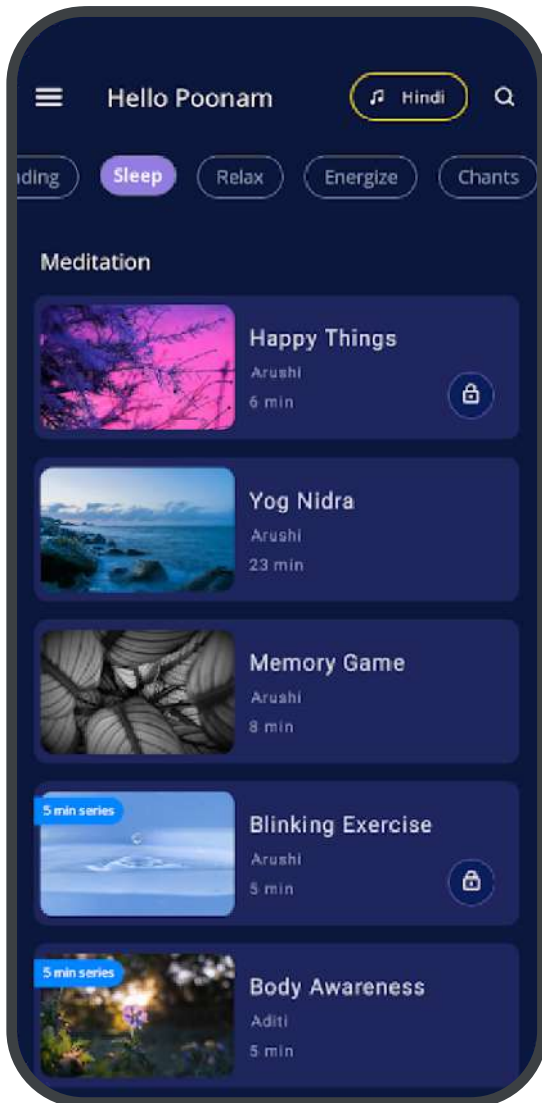 Hello Poonam
Hindi
nding Sleep Relax Energize Chants
Meditation
Happy Things
Arushi
6 min
Yog Nidra
Arushi
23 min
Memory Game
Arushi
8 min
5 min series
Blinking Exercise
Arushi
5 min
5 min series
Body Awareness
Aditi
5 min